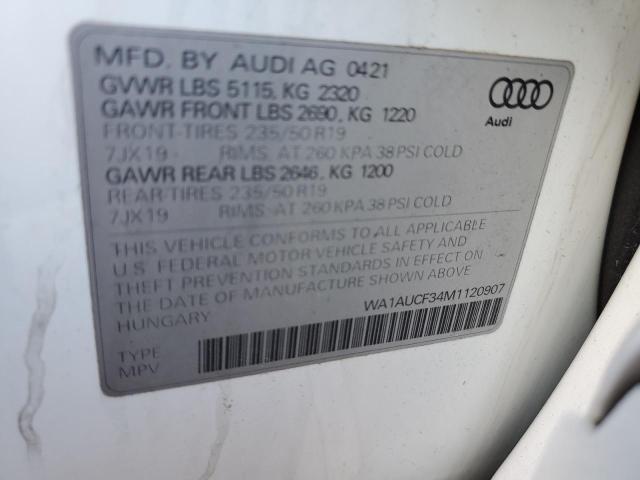 MFD. BY AUDI AG 0421
GVWR LBS 5115, KG 2320
GAWR FRONT LBS 2690, KG 1220
FRONT-TIRES 235/50 R19
7JX19 RIMS. AT 260 KPA 38 PSI COLD
GAWR REAR LBS 2646, KG 1200
REAR-TIRES 235/50 R19
7JX19 RIMS. AT 260 KPA 38 PSI COLD
Audi
THIS VEHICLE CONFORMS TO ALL APPLICABLE
U.S. FEDERAL MOTOR VEHICLE SAFETY AND
THEFT PREVENTION STANDARDS IN EFFECT ON
THE DATE OF MANUFACTURE SHOWN ABOVE
HUNGARY
WA1AUCF34M1120907
TYPE
MPV